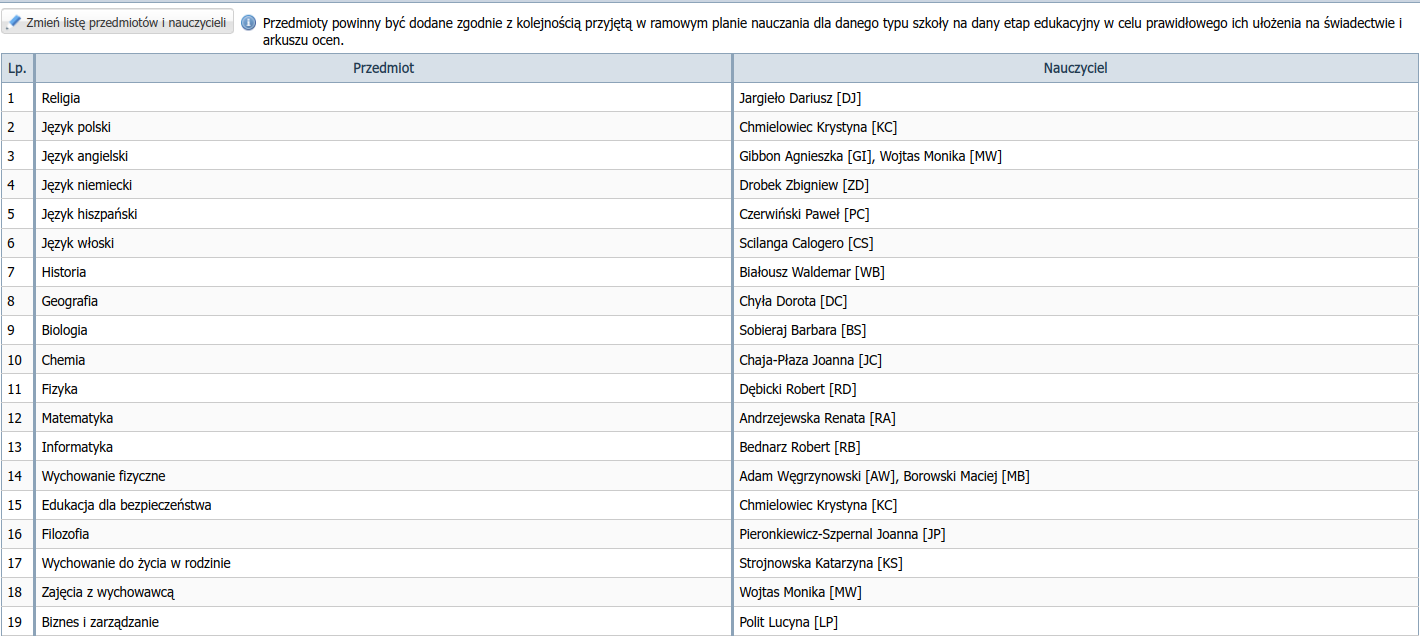 Zmień listę przedmiotów i nauczycieli
Przedmioty powinny być dodane zgodnie z kolejnością przyjętą w ramowym planie nauczania dla danego typu szkoły na dany etap edukacyjny w celu prawidłowego ich ułożenia na świadectwie i
arkuszu ocen.
Lp. Przedmiot Nauczyciel
1 Religia Jargieło Dariusz [DJ]
2 Język polski Chmielowiec Krystyna [KC]
3 Język angielski Gibbon Agnieszka [GI], Wojtas Monika [MW]
4 Język niemiecki Drobek Zbigniew [ZD]
5 Język hiszpański Czerwiński Paweł [PC]
6 Język włoski Scilanga Calogero [CS]
7 Historia Białousz Waldemar [WB]
8 Geografia Chyła Dorota [DC]
9 Biologia Sobieraj Barbara [BS]
10 Chemia Chaja-Płaza Joanna [JC]
11 Fizyka Dębicki Robert [RD]
12 Matematyka Andrzejewska Renata [RA]
13 Informatyka Bednarz Robert [RB]
14 Wychowanie fizyczne Adam Węgrzynowski [AW], Borowski Maciej [MB]
15 Edukacja dla bezpieczeństwa Chmielowiec Krystyna [KC]
16 Filozofia Pieronkiewicz-Szpernal Joanna [JP]
17 Wychowanie do życia w rodzinie Strojnowska Katarzyna [KS]
18 Zajęcia z wychowawcą Wojtas Monika [MW]
19 Biznes i zarządzanie Polit Lucyna [LP]